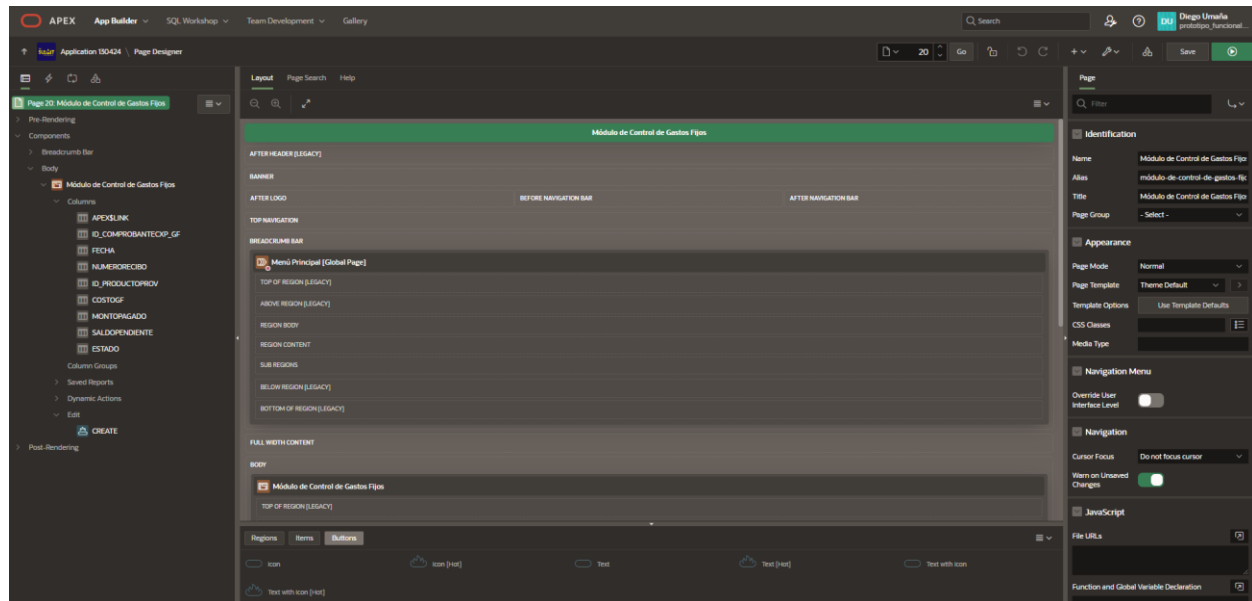 APEX App Builder SQL Workshop Team Development Gallery Search Diego Umaña
DU prototipo_funcional...
Application 130424 \ Page Designer 20 Go Save
Layout Page Search Help Page
Page 20: Módulo de Control de Gastos Fijos
Filter
Pre-Rendering
Components
Breadcrumb Bar
Body
Módulo de Control de Gastos Fijos
Columns
APEX$LINK
ID_COMPROBANTECXP_GF
FECHA
NUMERORECIBO
ID_PRODUCTOPROV
COSTOGF
MONTOPAGADO
SALDOPENDIENTE
ESTADO
Column Groups
Saved Reports
Dynamic Actions
Edit
CREATE
Post-Rendering
Módulo de Control de Gastos Fijos
AFTER HEADER [LEGACY]
BANNER
AFTER LOGO BEFORE NAVIGATION BAR AFTER NAVIGATION BAR
TOP NAVIGATION
BREADCRUMB BAR
Menú Principal [Global Page]
TOP OF REGION [LEGACY]
ABOVE REGION [LEGACY]
REGION BODY
REGION CONTENT
SUB REGIONS
BELOW REGION [LEGACY]
BOTTOM OF REGION [LEGACY]
FULL WIDTH CONTENT
BODY
Módulo de Control de Gastos Fijos
TOP OF REGION [LEGACY]
Regions Items Buttons
Icon Icon [Hot] Text Text [Hot] Text with Icon
Text with Icon [Hot]
Identification
Name Módulo de Control de Gastos Fijo
Alias módulo-de-control-de-gastos-fijo
Title Módulo de Control de Gastos Fijo
Page Group - Select -
Appearance
Page Mode Normal
Page Template Theme Default
Template Options Use Template Defaults
CSS Classes
Media Type
Navigation Menu
Override User
Interface Level
Navigation
Cursor Focus Do not focus cursor
Warn on Unsaved
Changes
JavaScript
File URLs
Function and Global Variable Declaration